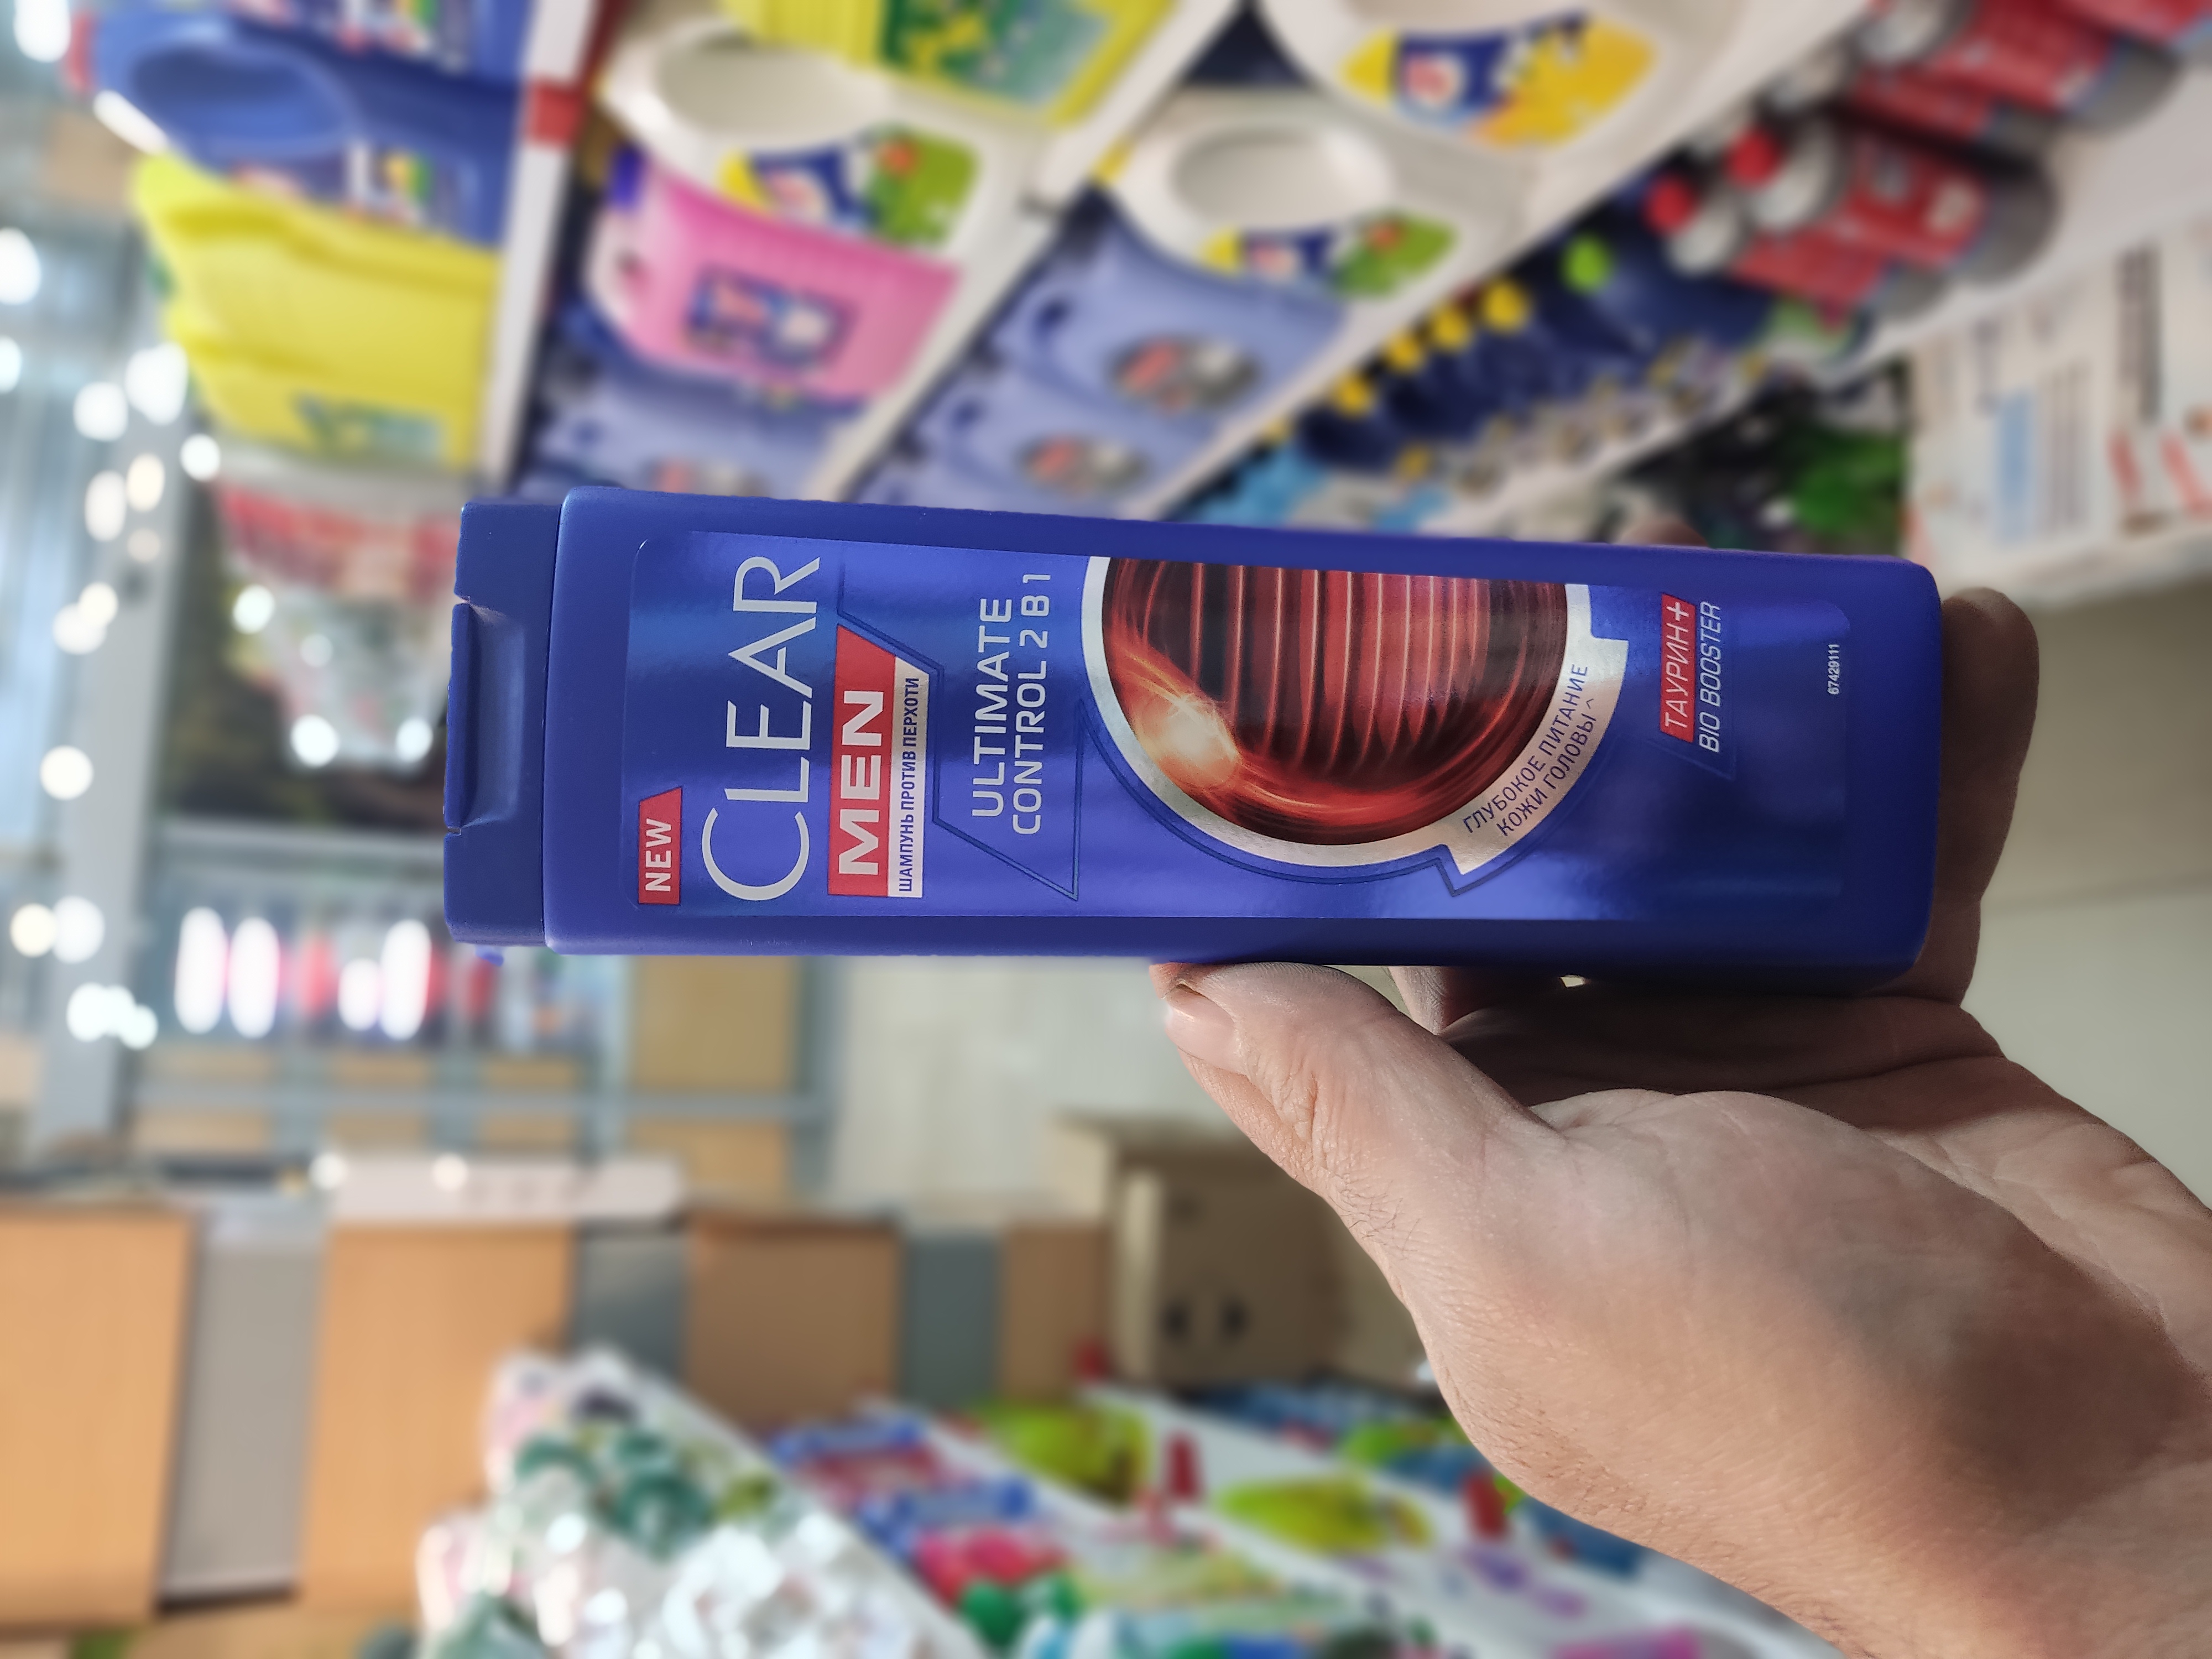 NEW
CLEAR
MEN
ШАМПУНЬ ПРОТИВ ПЕРХОТИ
ULTIMATE
CONTROL 2 В 1
ГЛУБОКОЕ ПИТАНИЕ
КОЖИ ГОЛОВЫ
ТАУРИН+
BIO BOOSTER
67429111